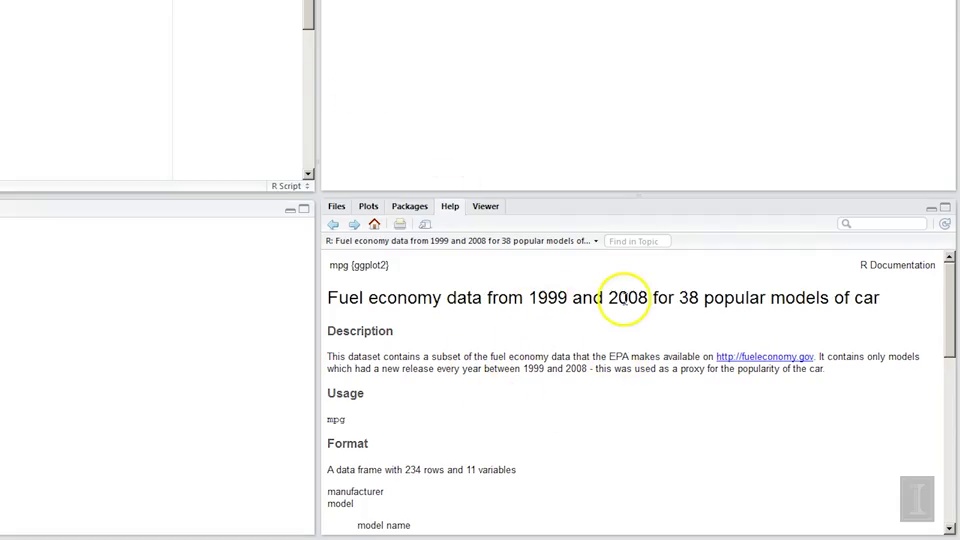 R Script
Files Plots Packages Help Viewer
R: Fuel economy data from 1999 and 2008 for 38 popular models of... Find in Topic
mpg {ggplot2} R Documentation
Fuel economy data from 1999 and 2008 for 38 popular models of car
Description
This dataset contains a subset of the fuel economy data that the EPA makes available on http://fueleconomy.gov. It contains only models
which had a new release every year between 1999 and 2008 - this was used as a proxy for the popularity of the car.
Usage
mpg
Format
A data frame with 234 rows and 11 variables
manufacturer
model
model name
I